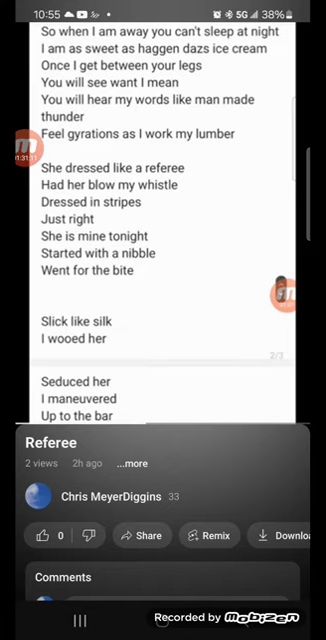 10:55
5G 38%
So when I am away you can't sleep at night
I am as sweet as haggen dazs ice cream
Once I get between your legs
You will see want I mean
You will hear my words like man made
thunder
Feel gyrations as I work my lumber
01:31:11
She dressed like a referee
Had her blow my whistle
Dressed in stripes
Just right
She is mine tonight
Started with a nibble
Went for the bite
Slick like silk
I wooed her
2/3
Seduced her
I maneuvered
Up to the bar
Referee
2 views 2h ago ...more
Chris MeyerDiggins 33
0 Share Remix Downloa
Comments
Recorded by Mobizen